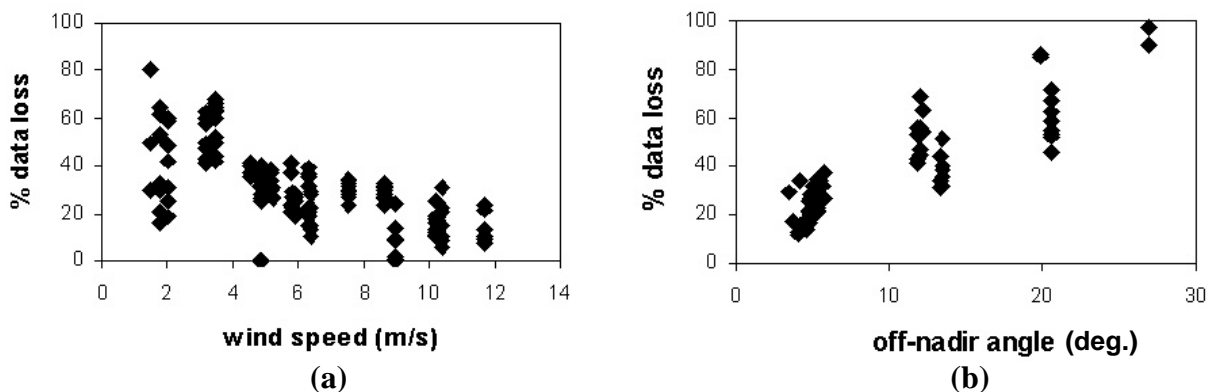 100
80
60
40
20
0
% data loss
0 2 4 6 8 10 12 14
wind speed (m/s)
(a)
100
80
60
40
20
0
% data loss
0 10 20 30
off-nadir angle (deg.)
(b)